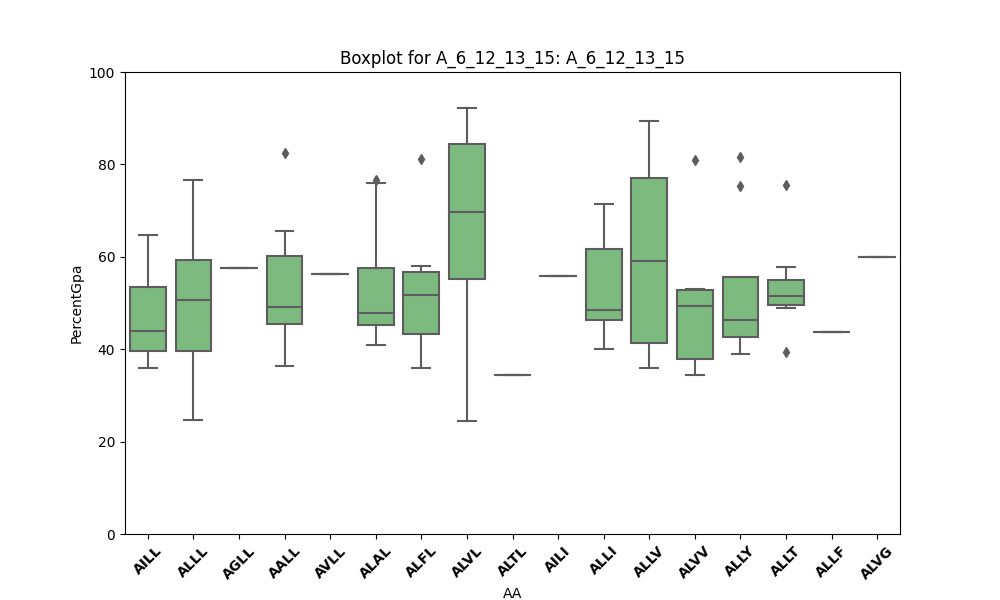 Boxplot for A_6_12_13_15: A_6_12_13_15
100
80
60
40
20
0
PercentGpa
AILL ALLL AGLL AALL AVLL ALAL ALFL ALVL ALTL AILI ALLI ALLV ALVV ALLY ALLT ALLF ALVG
AA